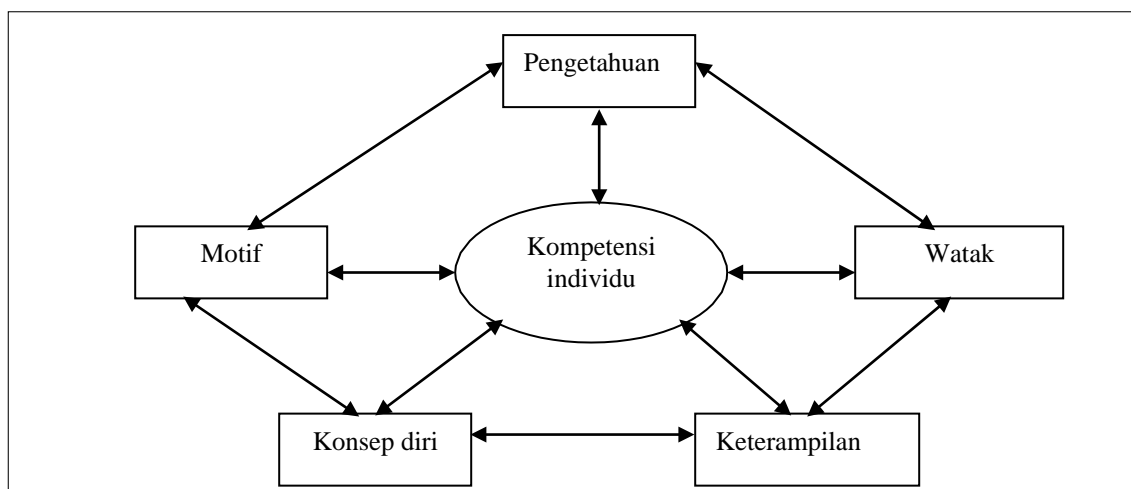 Pengetahuan
Motif
Kompetensi
individu
Watak
Konsep diri
Keterampilan